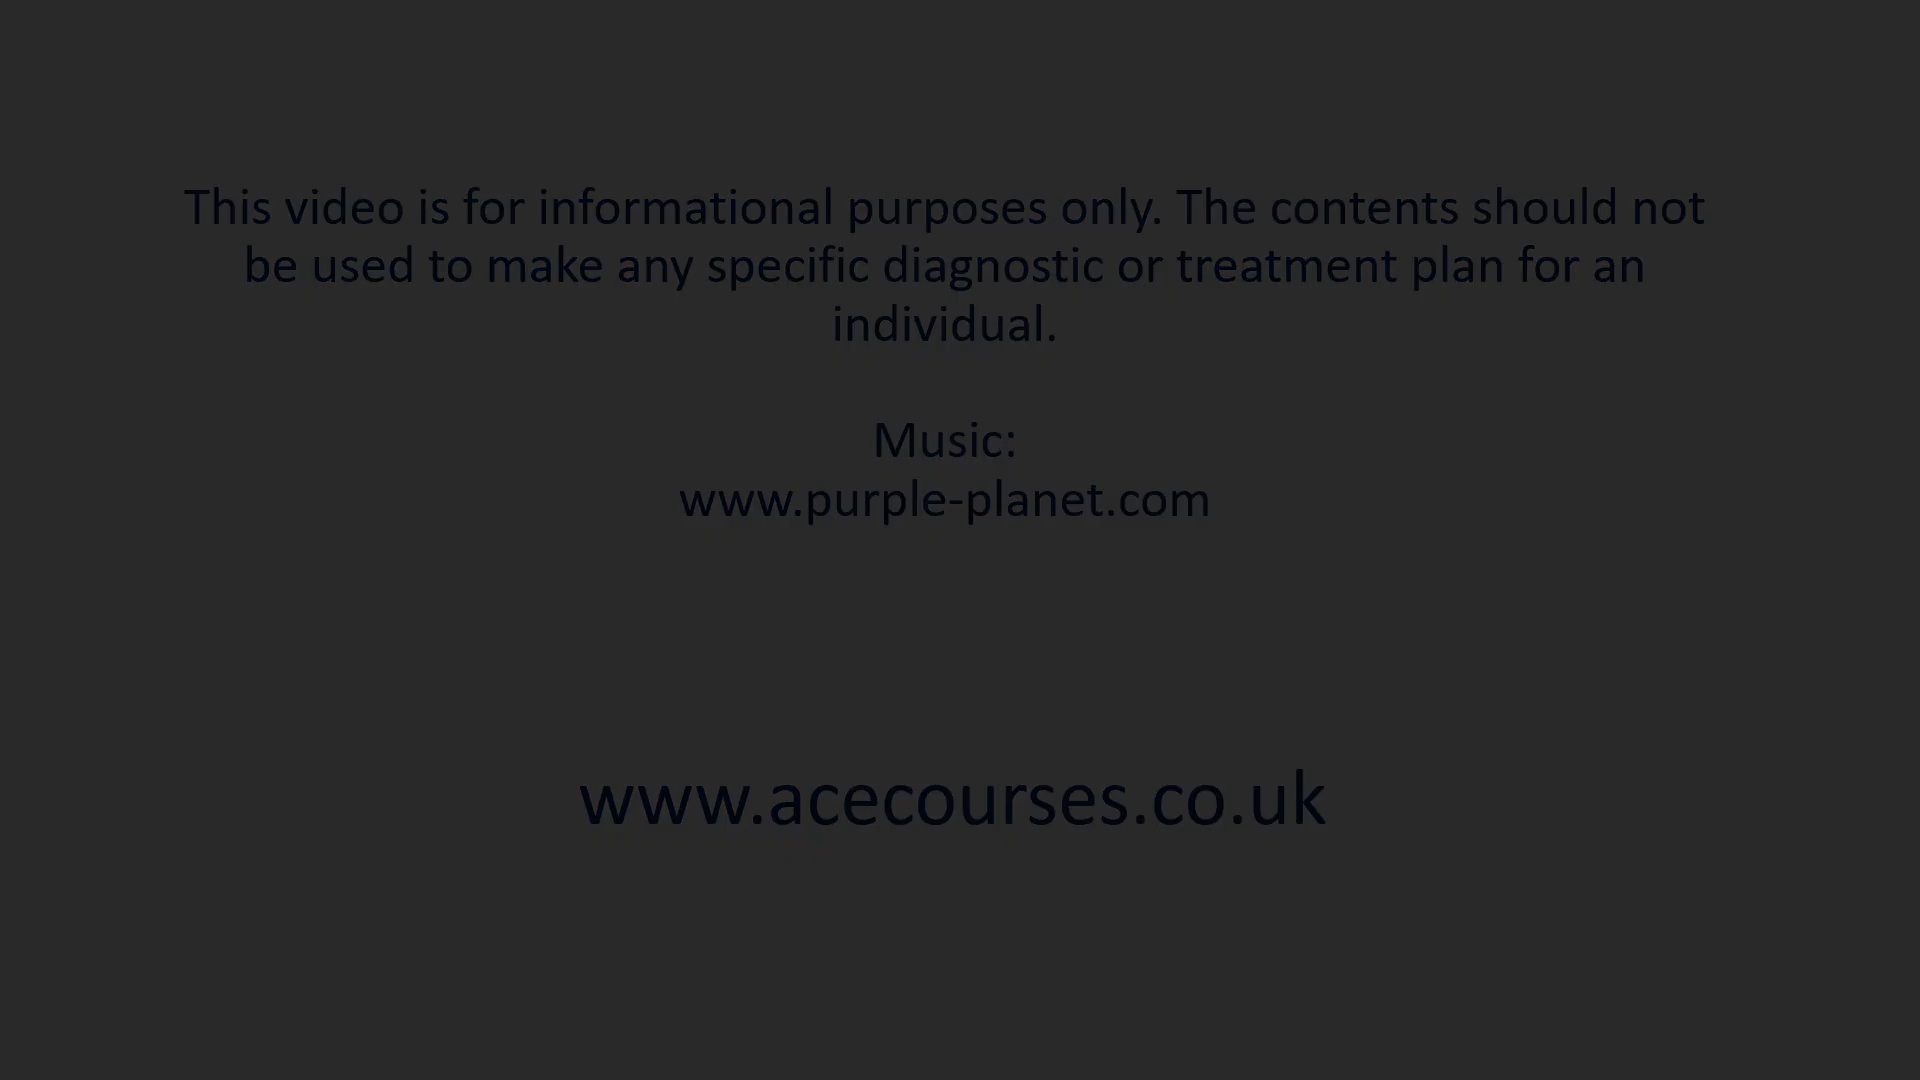 This video is for informational purposes only. The contents should not
be used to make any specific diagnostic or treatment plan for an
individual.
Music:
www.purple-planet.com
www.acecourses.co.uk